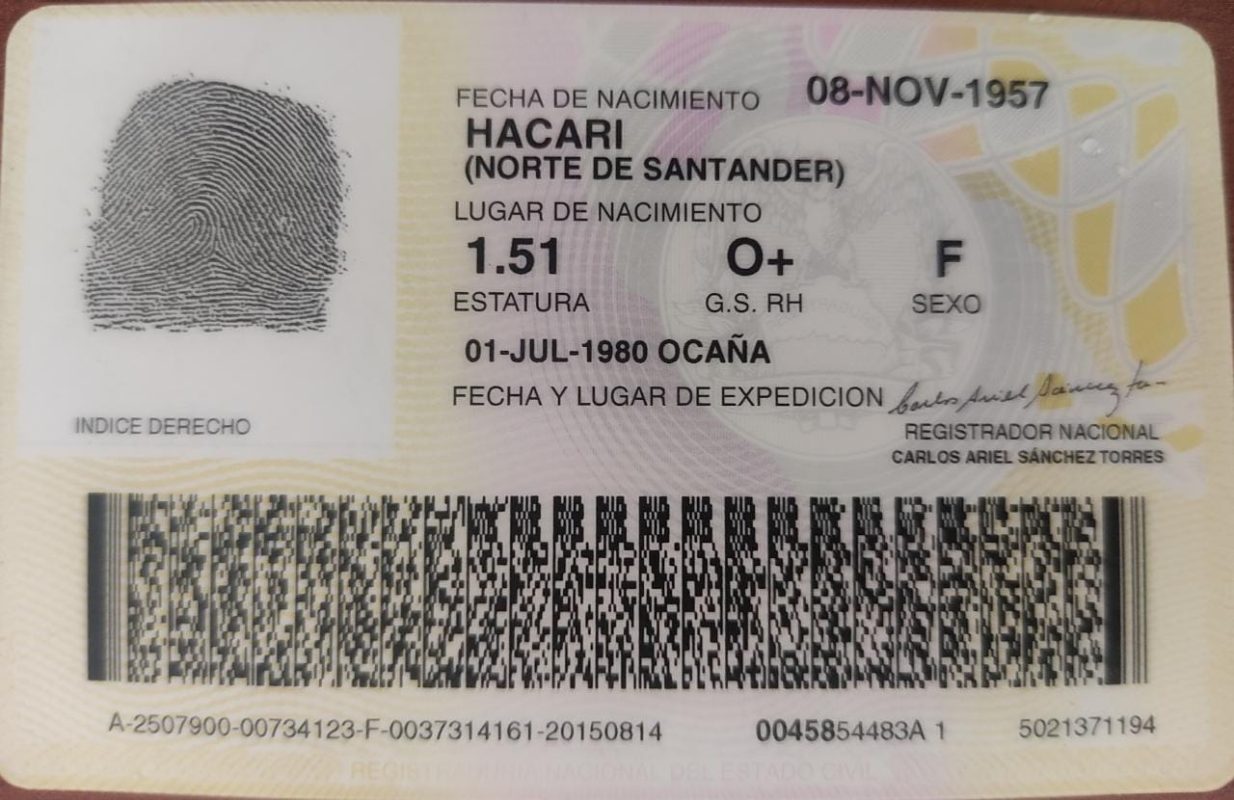 FECHA DE NACIMIENTO 08-NOV-1957
HACARI
(NORTE DE SANTANDER)
LUGAR DE NACIMIENTO
1.51 O+ F
ESTATURA G.S. RH SEXO
01-JUL-1980 OCAÑA
FECHA Y LUGAR DE EXPEDICION
INDICE DERECHO
REGISTRADOR NACIONAL
CARLOS ARIEL SÁNCHEZ TORRES
A-2507900-00734123-F-0037314161-20150814 0045854483A 1 5021371194
REGISTRADURIA NACIONAL DEL ESTADO CIVIL